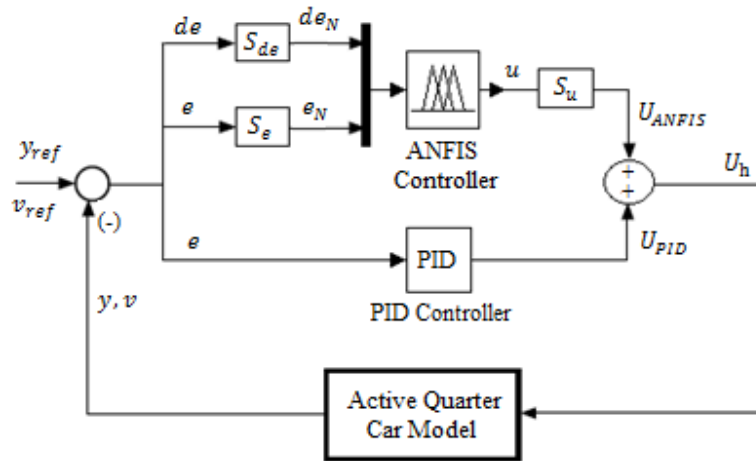 de
S_de
de_N
e
S_e
e_N
u
S_u
U_ANFIS
ANFIS
Controller
y_ref
v_ref
(-)
+
+
U_h
e
PID
U_PID
PID Controller
y, v
Active Quarter
Car Model